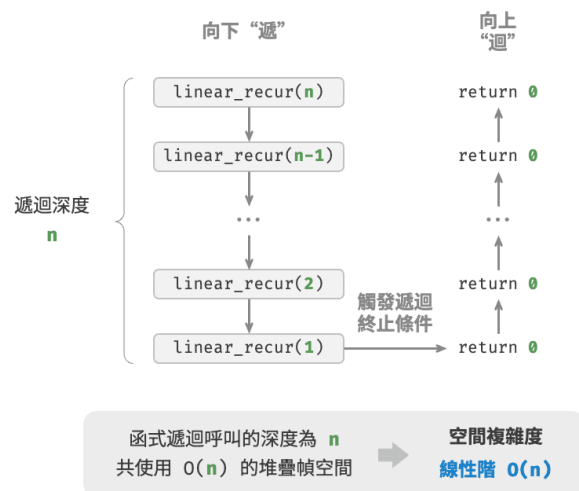 向下“遞”
向上
“迴”
linear_recur(n)
return 0
linear_recur(n-1)
return 0
遞迴深度
n
...
...
linear_recur(2)
return 0
觸發遞迴
終止條件
linear_recur(1)
return 0
函式遞迴呼叫的深度為 n
共使用 O(n) 的堆疊幀空間
空間複雜度
線性階 O(n)